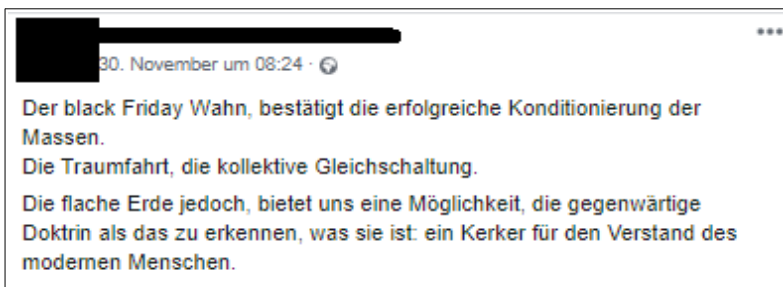 30. November um 08:24 ·
Der black Friday Wahn, bestätigt die erfolgreiche Konditionierung der
Massen.
Die Traumfahrt, die kollektive Gleichschaltung.
Die flache Erde jedoch, bietet uns eine Möglichkeit, die gegenwärtige
Doktrin als das zu erkennen, was sie ist: ein Kerker für den Verstand des
modernen Menschen.